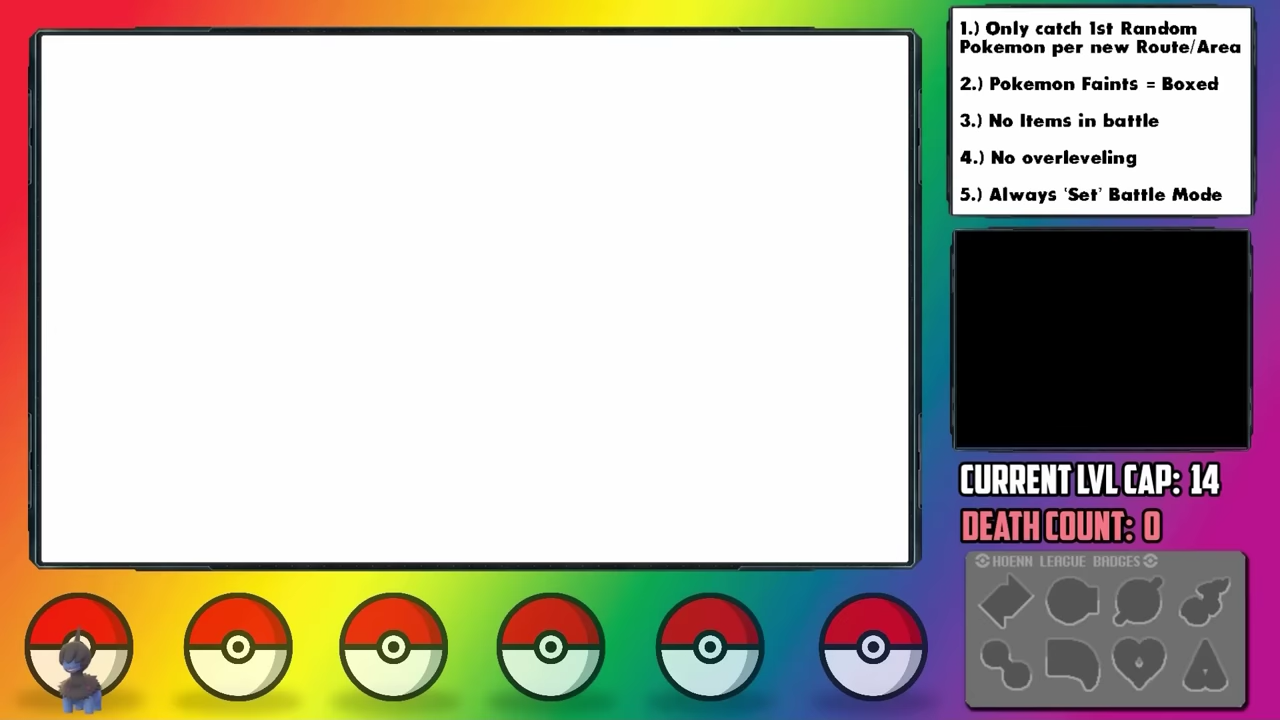 1.) Only catch 1st Random
Pokemon per new Route/Area
2.) Pokemon Faints = Boxed
3.) No Items in battle
4.) No overleveling
5.) Always 'Set' Battle Mode
CURRENT LVL CAP: 14
DEATH COUNT: 0
HOENN LEAGUE BADGES